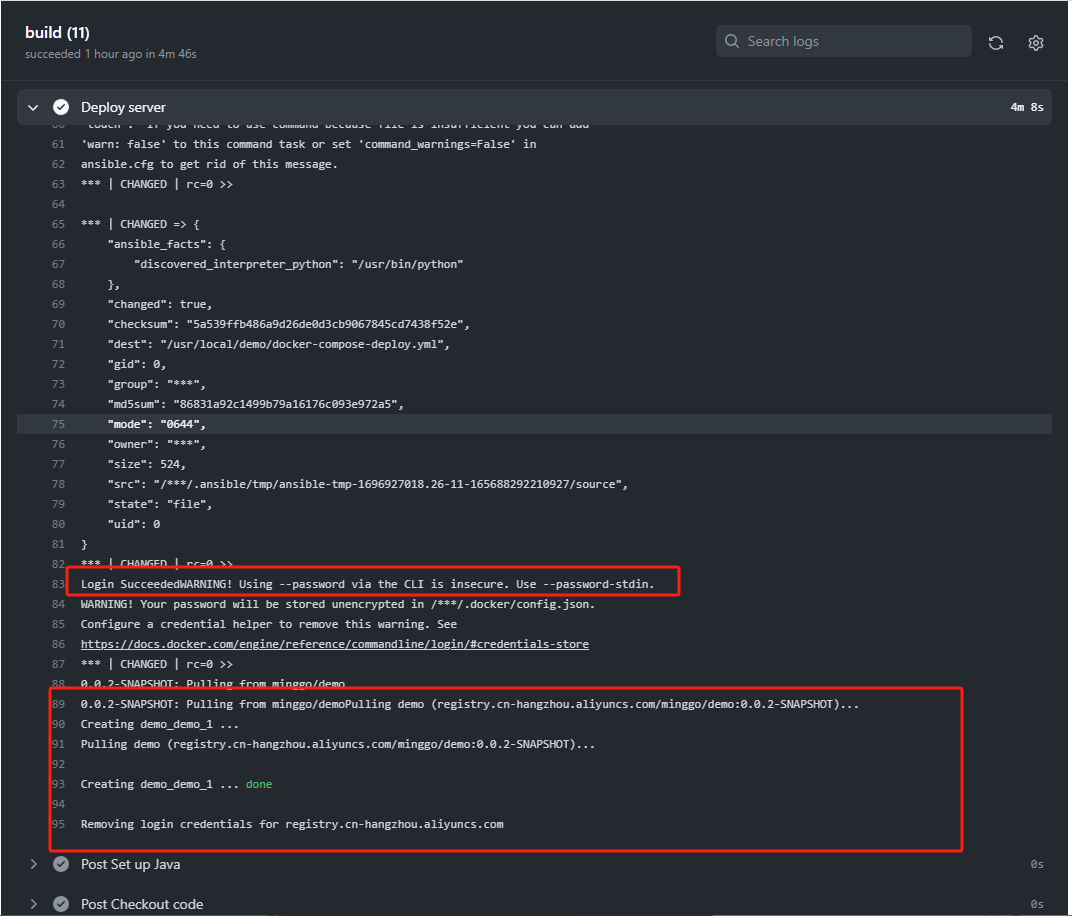 build (11)
succeeded 1 hour ago in 4m 46s
Search logs
Deploy server
4m 8s
60 'touch'. If you need to use command because file is insufficient you can add
61 'warn: false' to this command task or set 'command_warnings=False' in
62 ansible.cfg to get rid of this message.
63 *** | CHANGED | rc=0 >>
64
65 *** | CHANGED => {
66 "ansible_facts": {
67 "discovered_interpreter_python": "/usr/bin/python"
68 },
69 "changed": true,
70 "checksum": "5a539ffb486a9d26de0d3cb9067845cd7438f52e",
71 "dest": "/usr/local/demo/docker-compose-deploy.yml",
72 "gid": 0,
73 "group": "***",
74 "md5sum": "86831a92c1499b79a16176c093e972a5",
75 "mode": "0644",
76 "owner": "***",
77 "size": 524,
78 "src": "/***/.ansible/tmp/ansible-tmp-1696927018.26-11-165688292210927/source",
79 "state": "file",
80 "uid": 0
81 }
82 *** | CHANGED | rc=0 >>
83 Login SucceededWARNING! Using --password via the CLI is insecure. Use --password-stdin.
84 WARNING! Your password will be stored unencrypted in /***/.docker/config.json.
85 Configure a credential helper to remove this warning. See
86 https://docs.docker.com/engine/reference/commandline/login/#credentials-store
87 *** | CHANGED | rc=0 >>
88 0.0.2-SNAPSHOT: Pulling from minggo/demo
89 0.0.2-SNAPSHOT: Pulling from minggo/demoPulling demo (registry.cn-hangzhou.aliyuncs.com/minggo/demo:0.0.2-SNAPSHOT)...
90 Creating demo_demo_1 ...
91 Pulling demo (registry.cn-hangzhou.aliyuncs.com/minggo/demo:0.0.2-SNAPSHOT)...
92
93 Creating demo_demo_1 ... done
94
95 Removing login credentials for registry.cn-hangzhou.aliyuncs.com
Post Set up Java
0s
Post Checkout code
0s